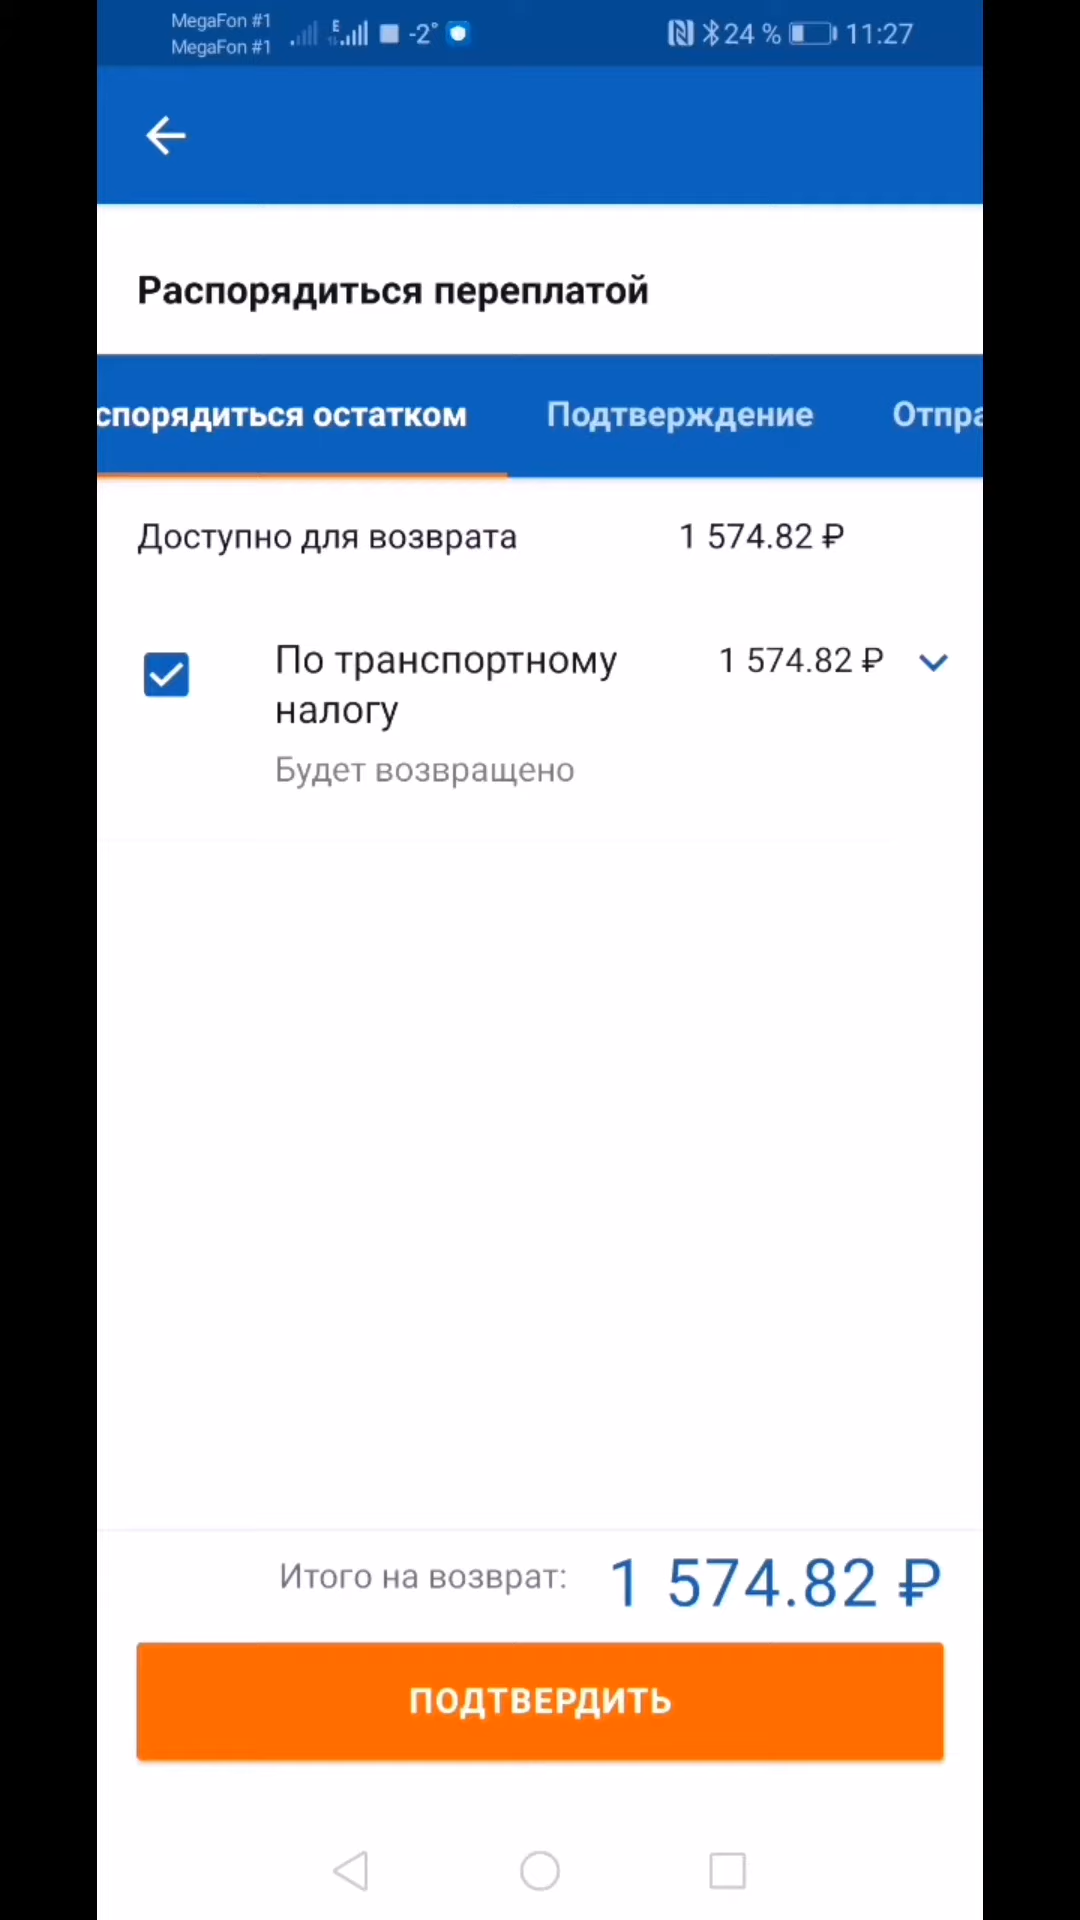 MegaFon #1
MegaFon #1
E
-2°
24 %
11:27
Распорядиться переплатой
спорядиться остатком
Подтверждение
Отпра
Доступно для возврата
1 574.82 ₽
По транспортному
налогу
1 574.82 ₽
Будет возвращено
Итого на возврат:
1 574.82 ₽
ПОДТВЕРДИТЬ